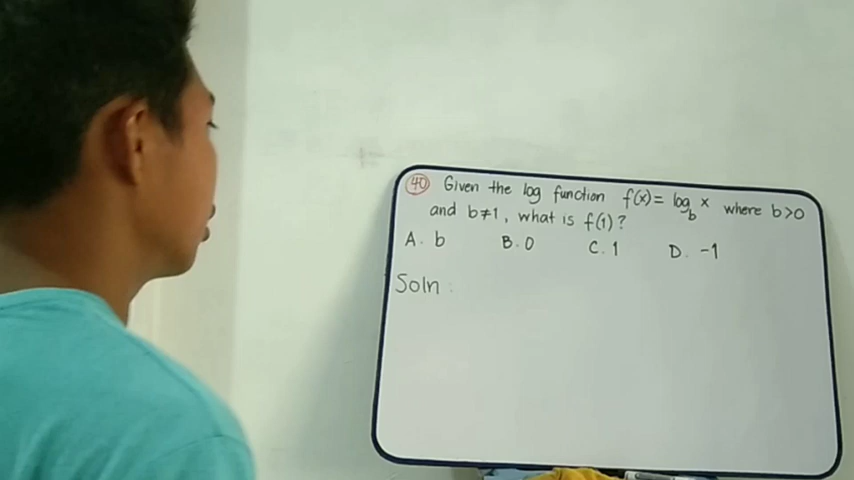 40 Given the log function f(x) = log_b x where b>0
and b≠1, what is f(1)?
A. b B. 0 C. 1 D. -1
Soln: